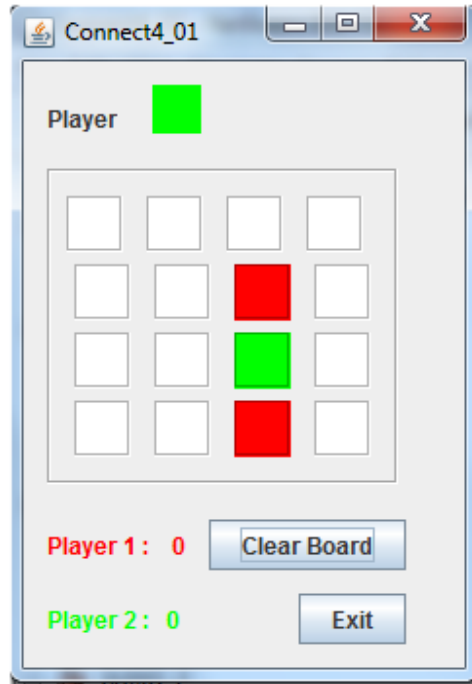 Connect4_01
Player
Player 1 : 0
Clear Board
Player 2 : 0
Exit